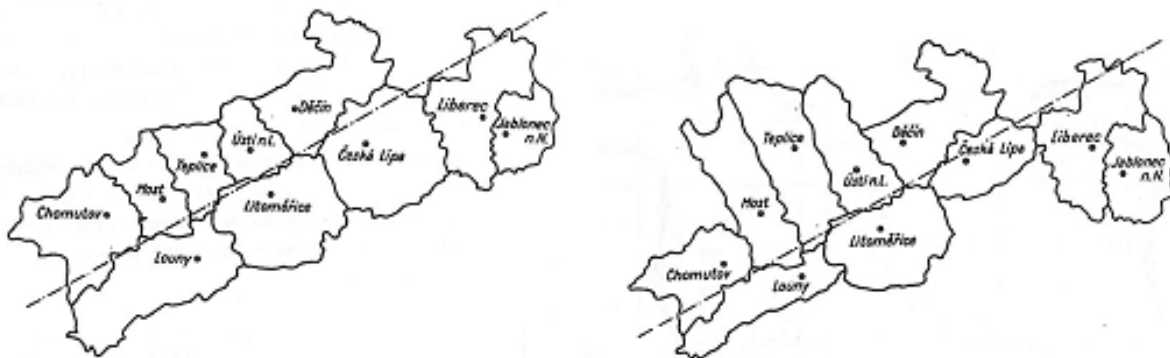 Děčín
Liberec
Ústí n.L.
Jablonec
n.N.
Teplice
Česká Lípa
Most
Litoměřice
Chomutov
Louny
Děčín
Teplice
Liberec
Česká Lípa
Jablonec
n.N.
Ústí n.L.
Most
Litoměřice
Chomutov
Louny